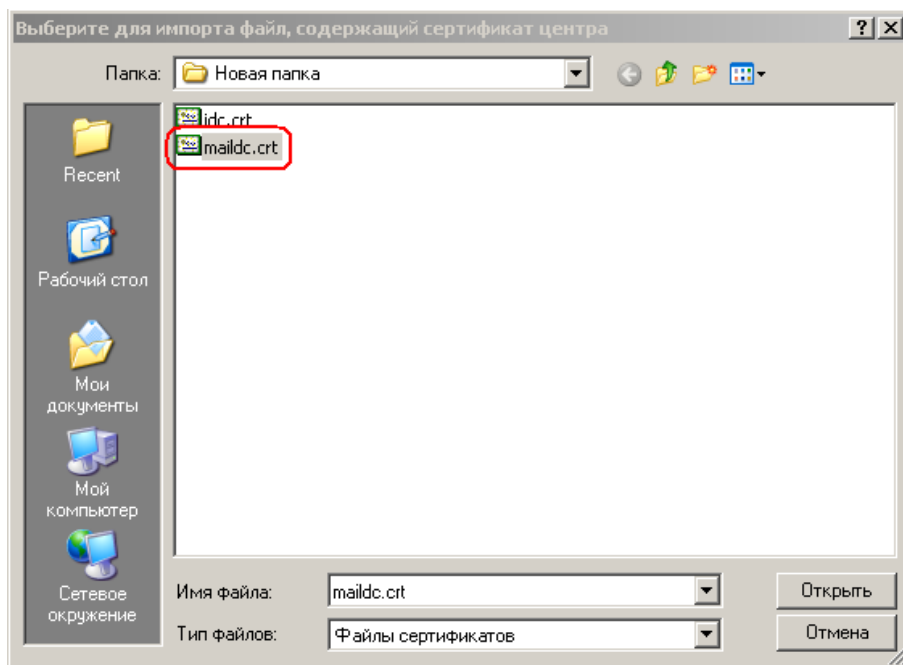 Выберите для импорта файл, содержащий сертификат центра
Папка:
Новая папка
idc.crt
maildc.crt
Recent
Рабочий стол
Мои
документы
Мой
компьютер
Сетевое
окружение
Имя файла:
maildc.crt
Открыть
Тип файлов:
Файлы сертификатов
Отмена